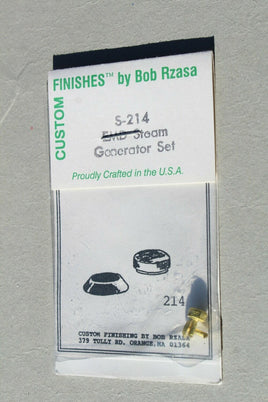 CUSTOM
FINISHES™ by Bob Rzasa
S-214
EMD Steam
Generator Set
Proudly Crafted in the U.S.A.
214
CUSTOM FINISHING BY BOB RZASA
379 TULLY RD. ORANGE,MA 01364